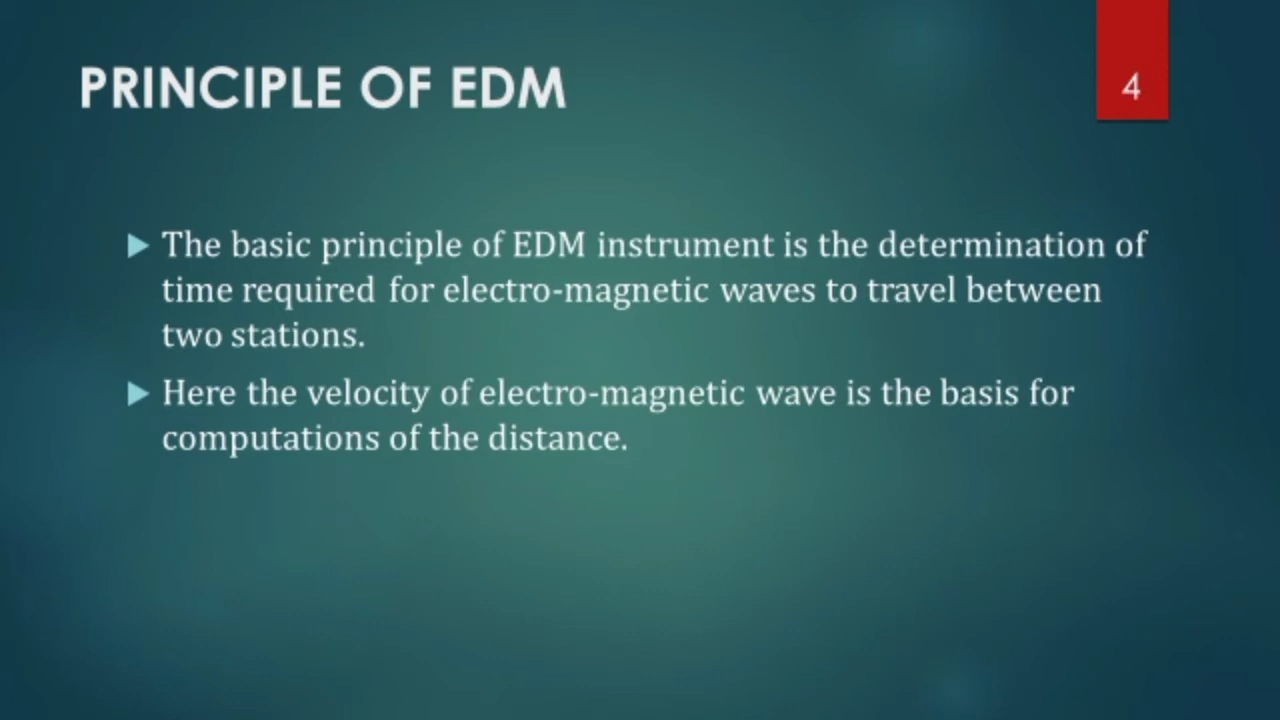 PRINCIPLE OF EDM
4
The basic principle of EDM instrument is the determination of
time required for electro-magnetic waves to travel between
two stations.
Here the velocity of electro-magnetic wave is the basis for
computations of the distance.